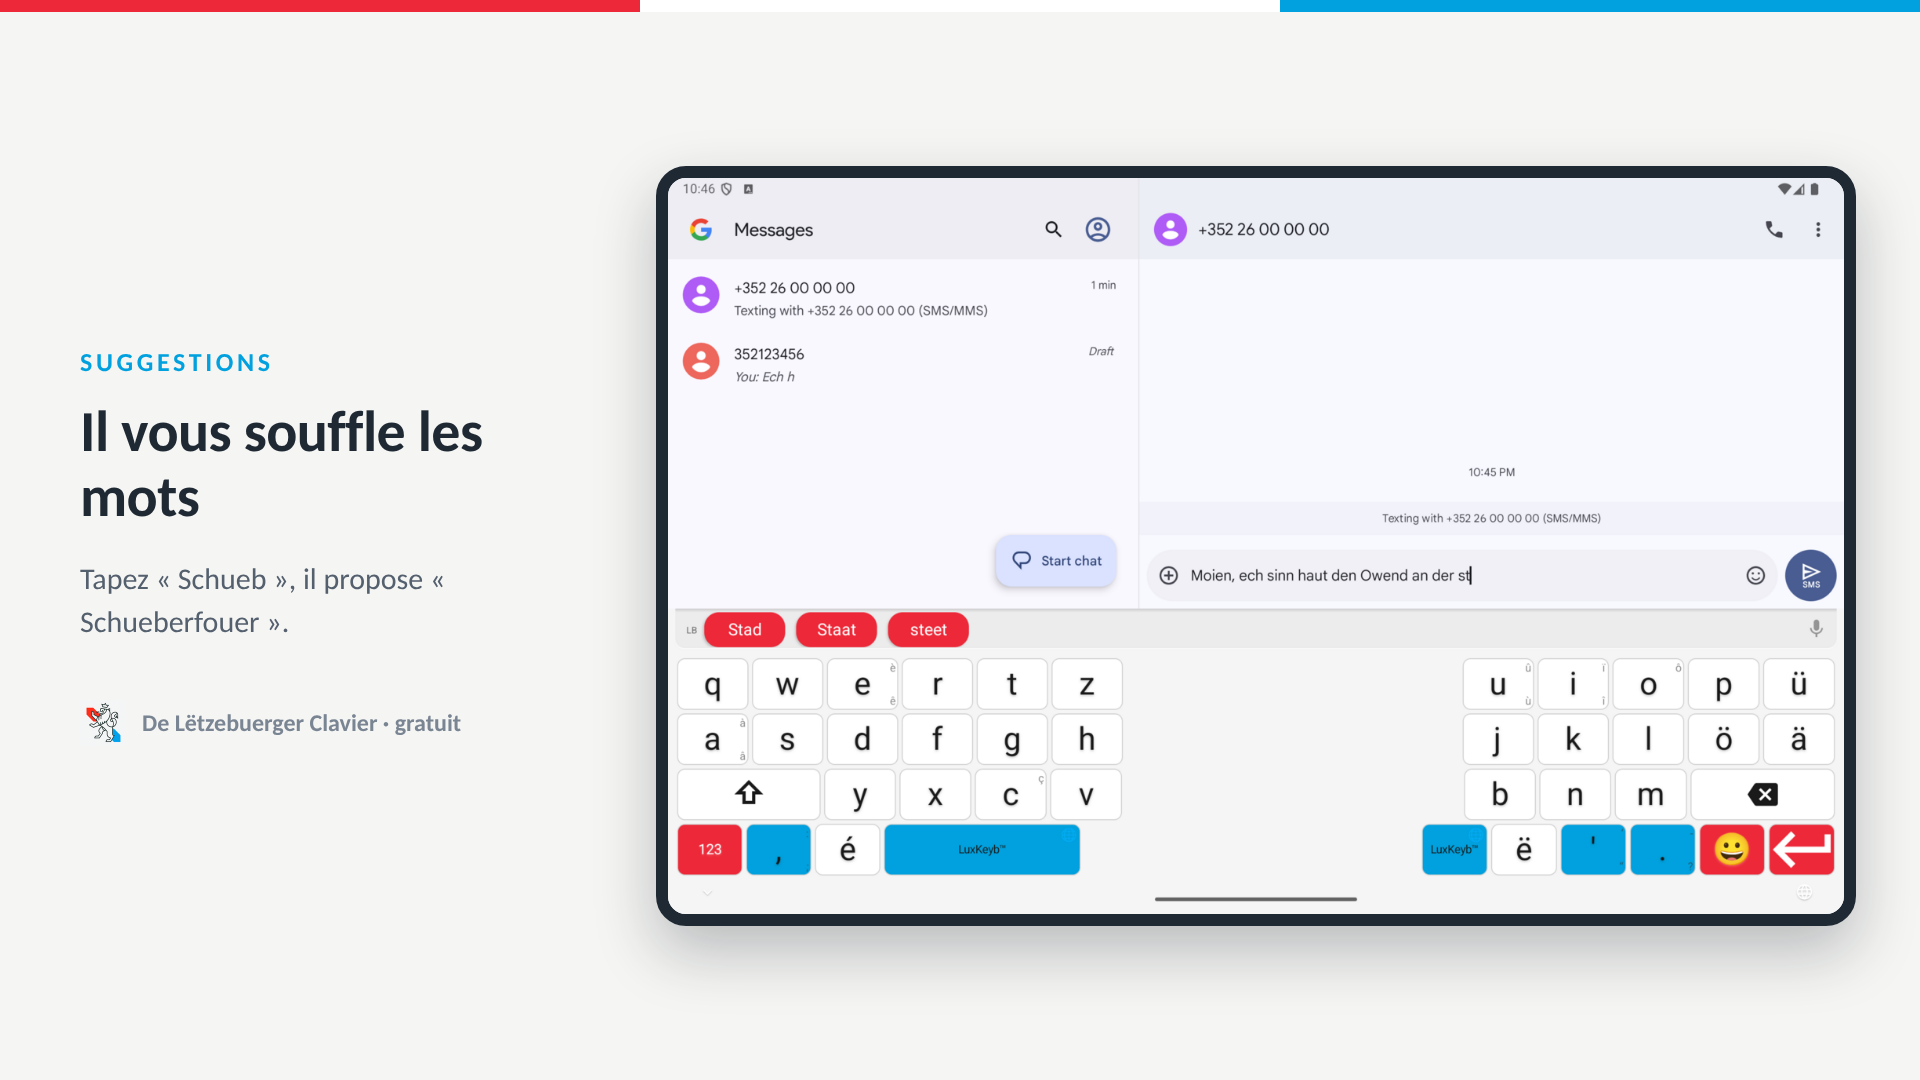 SUGGESTIONS
Il vous souffle les
mots
Tapez « Schueb », il propose «
Schueberfouer ».
De Lëtzebuerger Clavier · gratuit
10:46
Messages
+352 26 00 00 00
1 min
Texting with +352 26 00 00 00 (SMS/MMS)
352123456
Draft
You: Ech h
Start chat
+352 26 00 00 00
10:45 PM
Texting with +352 26 00 00 00 (SMS/MMS)
Moien, ech sinn haut den Owend an der st
SMS
LB Stad Staat steet
q w e r t z u i o p ü
a s d f g h j k l ö ä
y x c v b n m
123 , é LuxKeyb™ LuxKeyb™ ë ' .